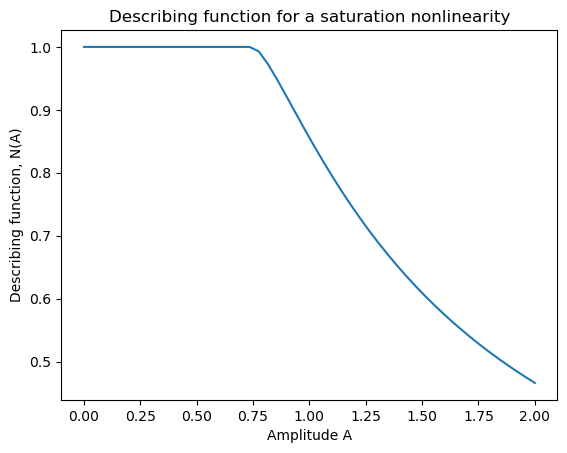 Describing function for a saturation nonlinearity
Describing function, N(A)
1.0
0.9
0.8
0.7
0.6
0.5
0.00 0.25 0.50 0.75 1.00 1.25 1.50 1.75 2.00
Amplitude A